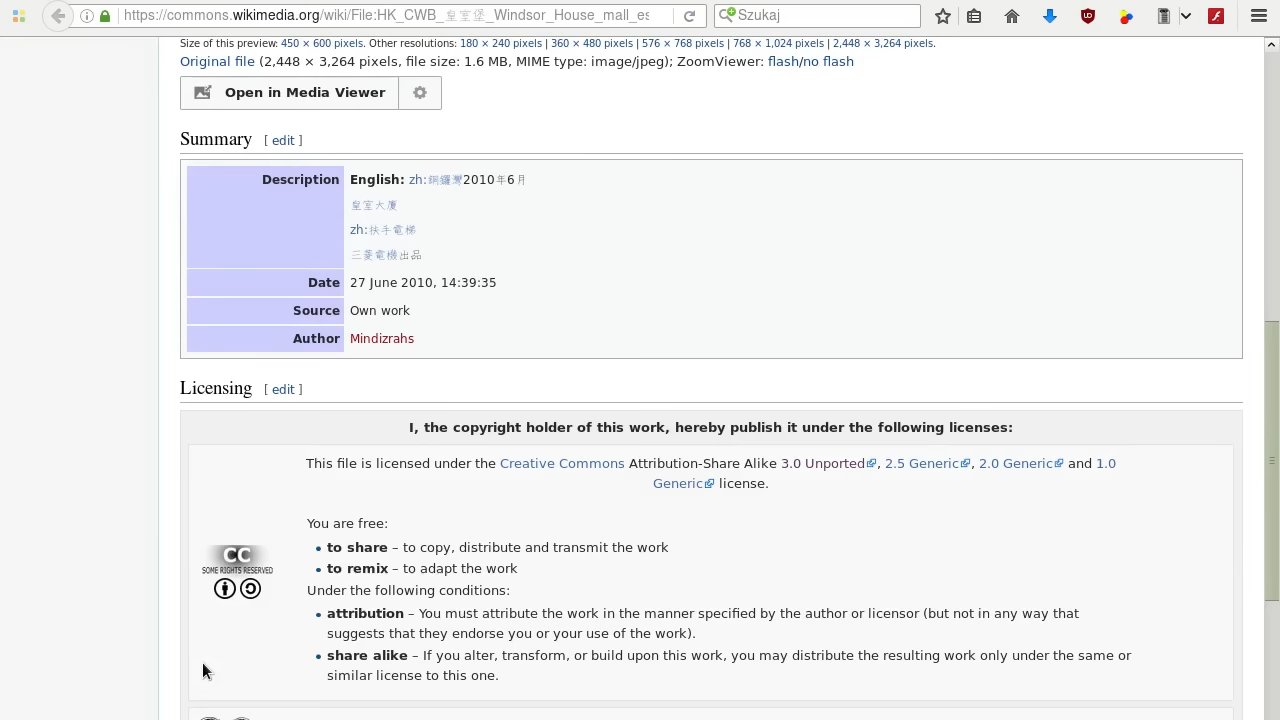 https://commons.wikimedia.org/wiki/File:HK_CWB_皇室堡_Windsor_House_mall_es
Szukaj
Size of this preview: 450 × 600 pixels. Other resolutions: 180 × 240 pixels | 360 × 480 pixels | 576 × 768 pixels | 768 × 1,024 pixels | 2,448 × 3,264 pixels.
Original file (2,448 × 3,264 pixels, file size: 1.6 MB, MIME type: image/jpeg); ZoomViewer: flash/no flash
Open in Media Viewer
Summary [ edit ]
Description English: zh:銅鑼灣2010年6月
皇室大廈
zh:扶手電梯
三菱電機出品
Date 27 June 2010, 14:39:35
Source Own work
Author Mindizrahs
Licensing [ edit ]
I, the copyright holder of this work, hereby publish it under the following licenses:
This file is licensed under the Creative Commons Attribution-Share Alike 3.0 Unported, 2.5 Generic, 2.0 Generic and 1.0
Generic license.
You are free:
to share – to copy, distribute and transmit the work
to remix – to adapt the work
Under the following conditions:
attribution – You must attribute the work in the manner specified by the author or licensor (but not in any way that
suggests that they endorse you or your use of the work).
share alike – If you alter, transform, or build upon this work, you may distribute the resulting work only under the same or
similar license to this one.
CC
SOME RIGHTS RESERVED